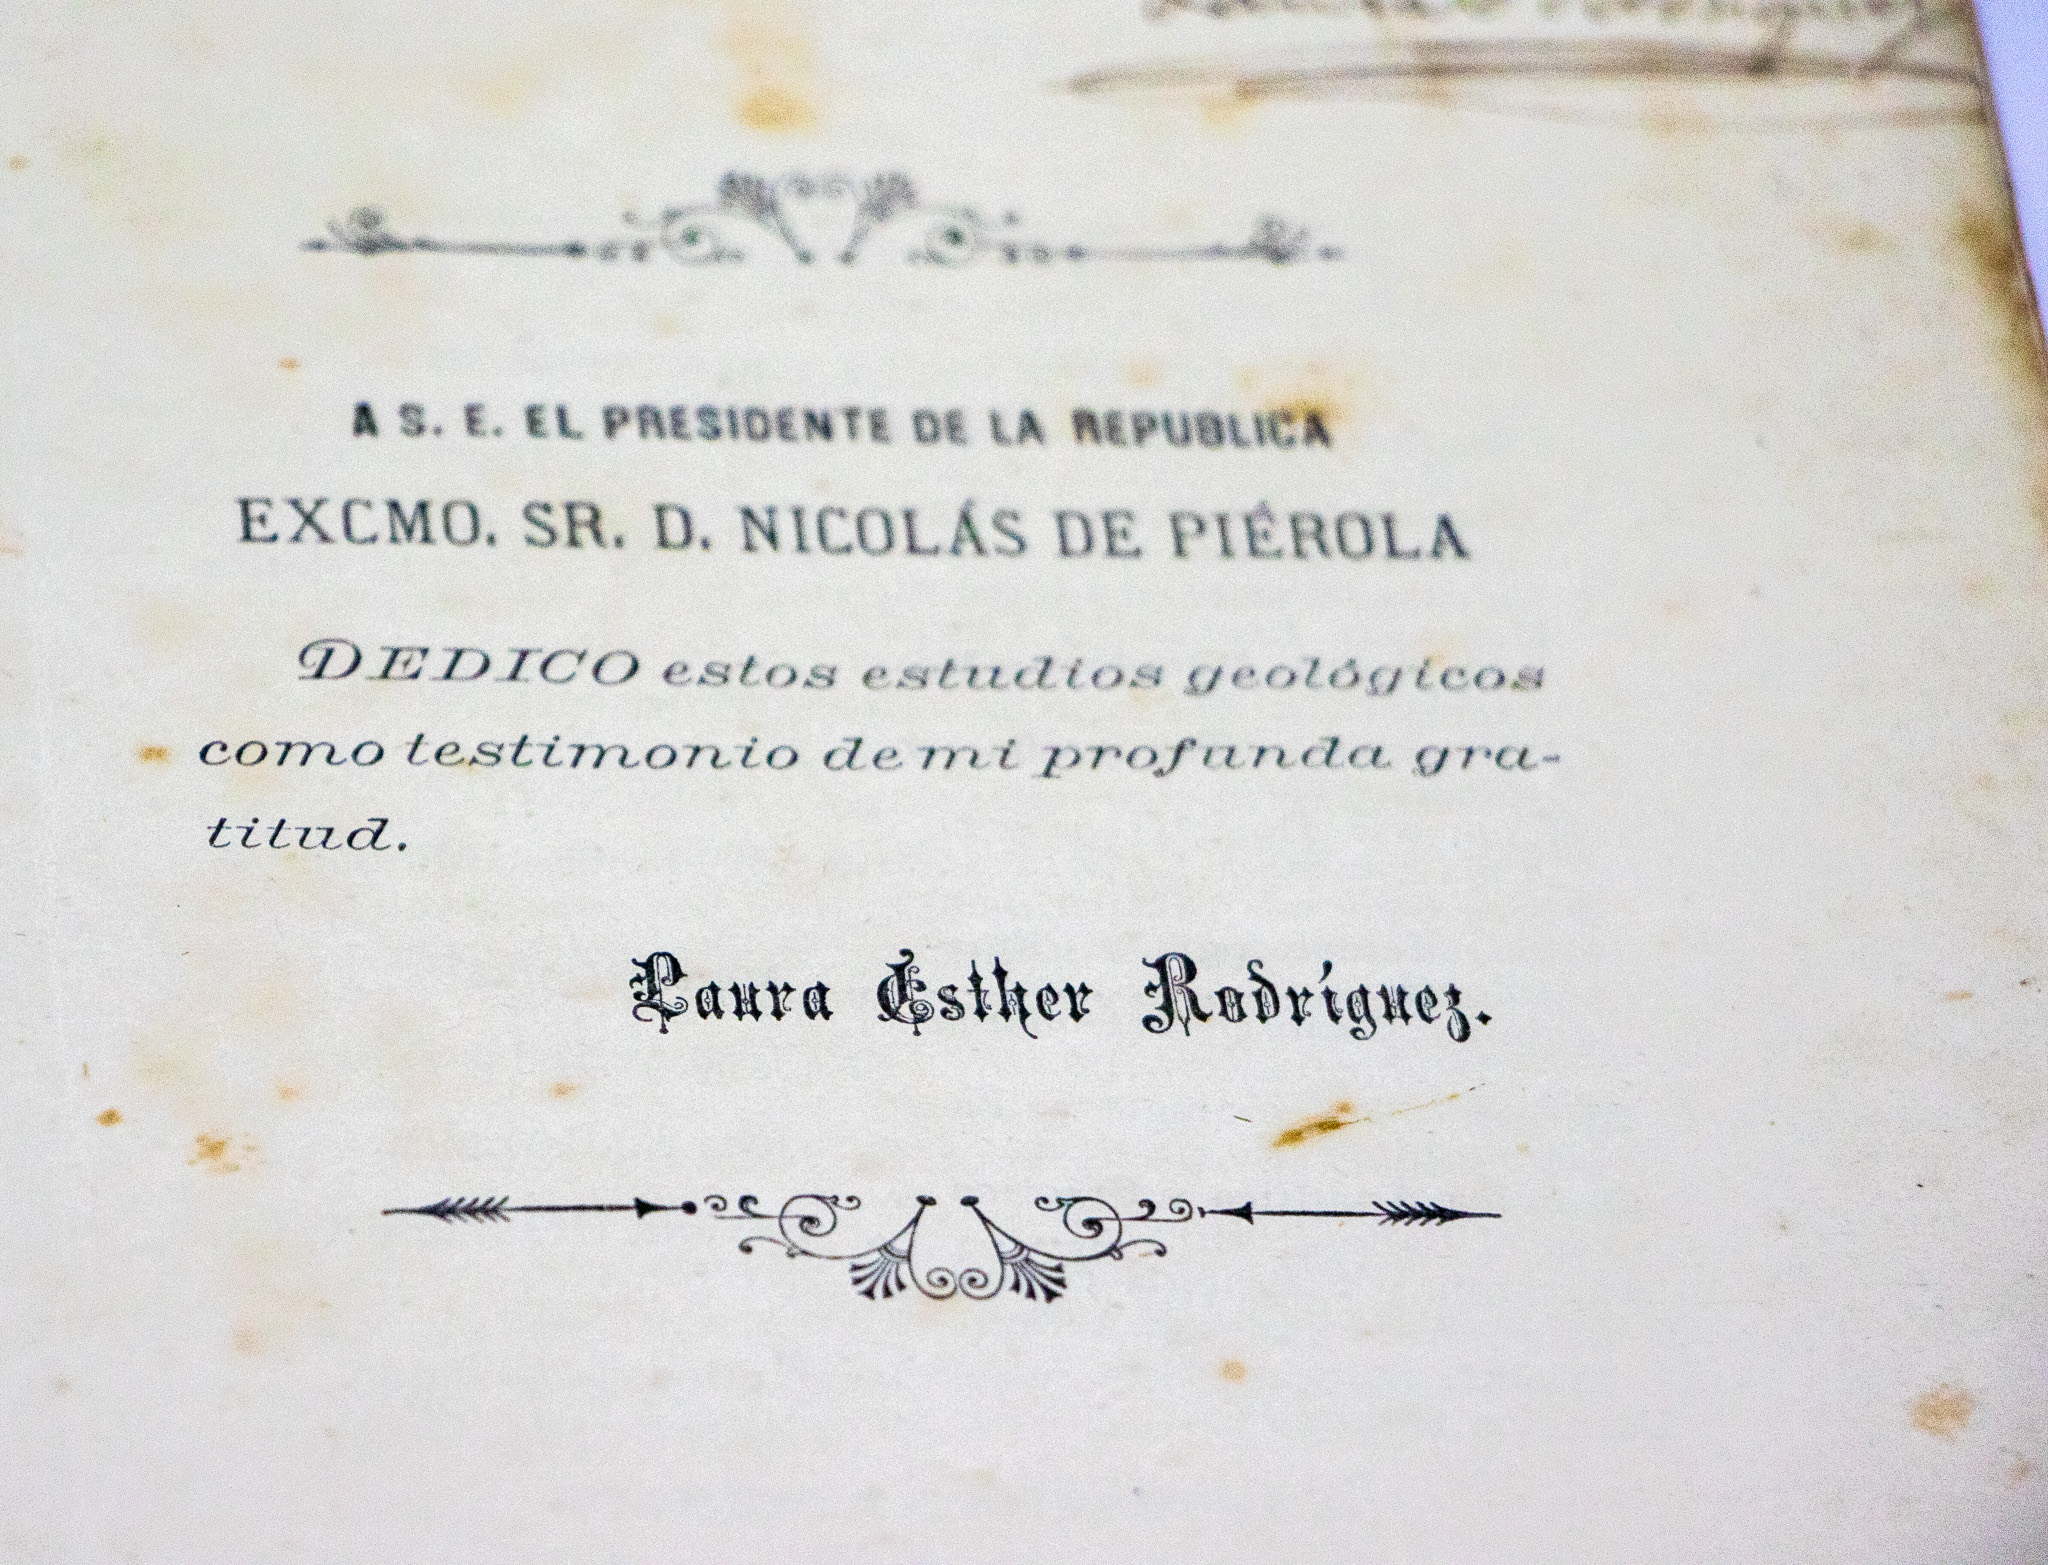 A S. E. EL PRESIDENTE DE LA REPUBLICA
EXCMO. SR. D. NICOLÁS DE PIÉROLA
DEDICO estos estudios geológicos
como testimonio de mi profunda gra-
titud.
Laura Esther Rodríguez.